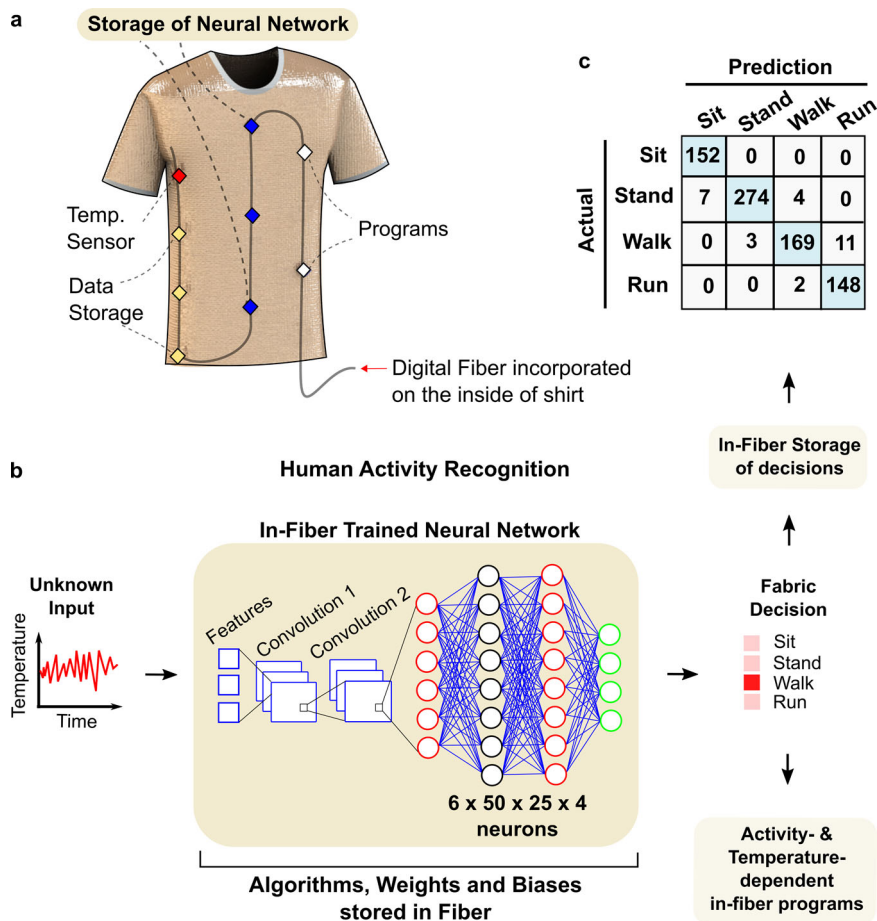 a
Storage of Neural Network
Temp.
Sensor
Data
Storage
Programs
Digital Fiber incorporated
on the inside of shirt
c
Prediction
Sit Stand Walk Run
Actual
Sit 152 0 0 0
Stand 7 274 4 0
Walk 0 3 169 11
Run 0 0 2 148
In-Fiber Storage
of decisions
b
Human Activity Recognition
In-Fiber Trained Neural Network
Unknown
Input
Temperature
Time
Features
Convolution 1
Convolution 2
6 x 50 x 25 x 4
neurons
Algorithms, Weights and Biases
stored in Fiber
Fabric
Decision
Sit
Stand
Walk
Run
Activity- &
Temperature-
dependent
in-fiber programs